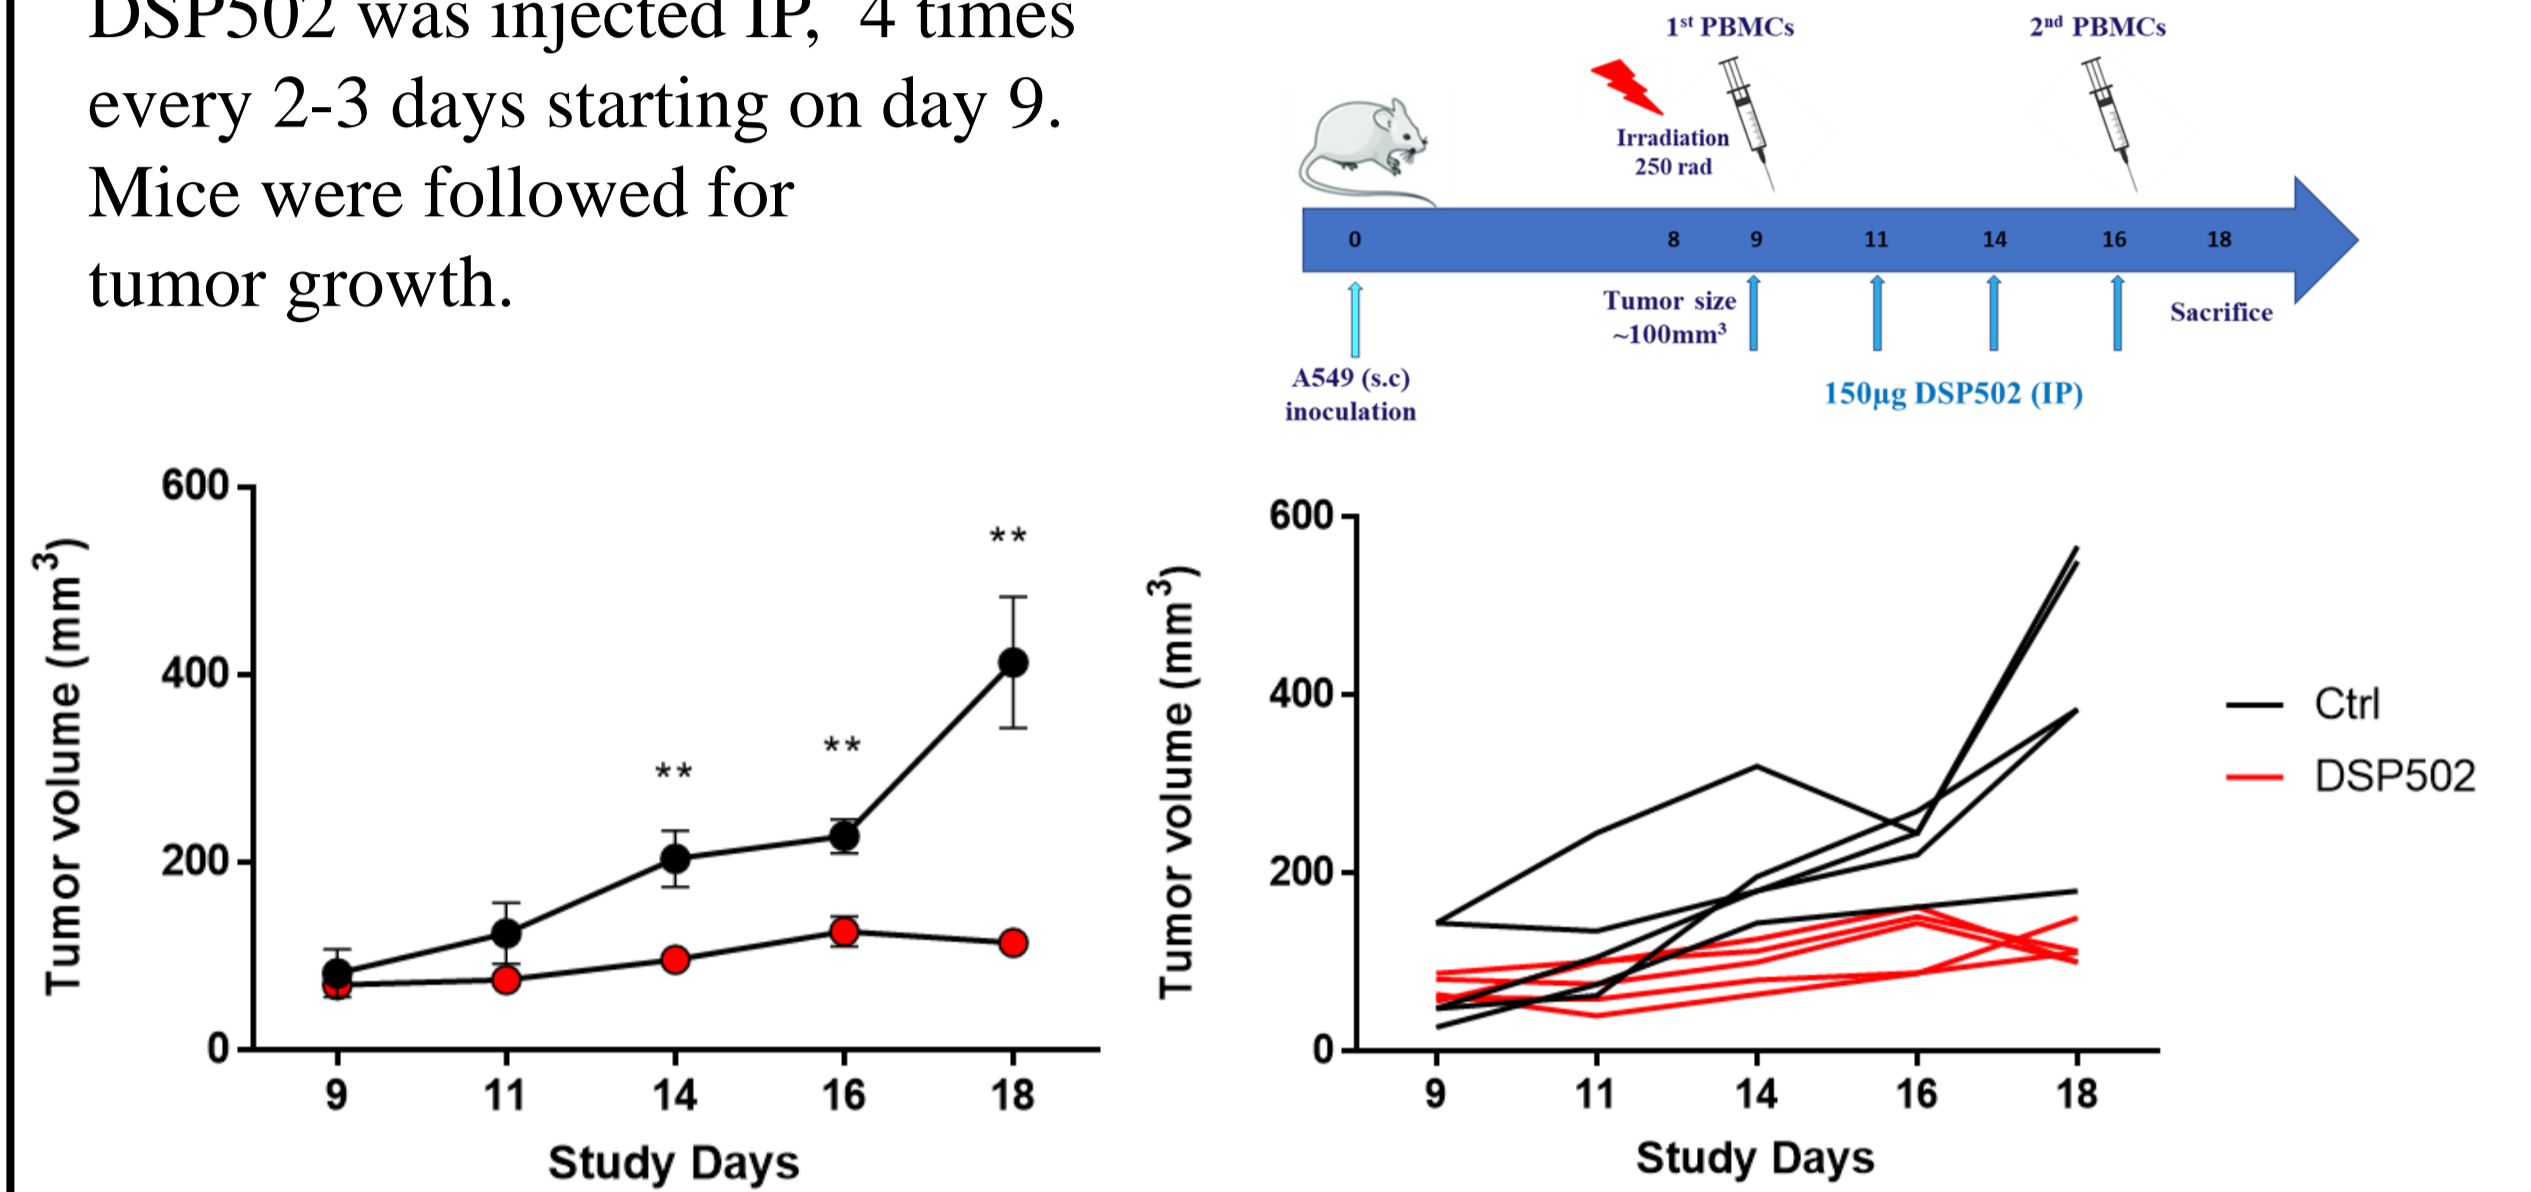 DSP502 was injected IP, 4 times
every 2-3 days starting on day 9.
Mice were followed for
tumor growth.
1st PBMCs
2nd PBMCs
Irradiation
250 rad
0 8 9 11 14 16 18
Tumor size
~100mm³
Sacrifice
A549 (s.c)
inoculation
150µg DSP502 (IP)
600
400
200
0
Tumor volume (mm³)
**
**
**
9 11 14 16 18
Study Days
600
400
200
0
Tumor volume (mm³)
9 11 14 16 18
Study Days
Ctrl
DSP502